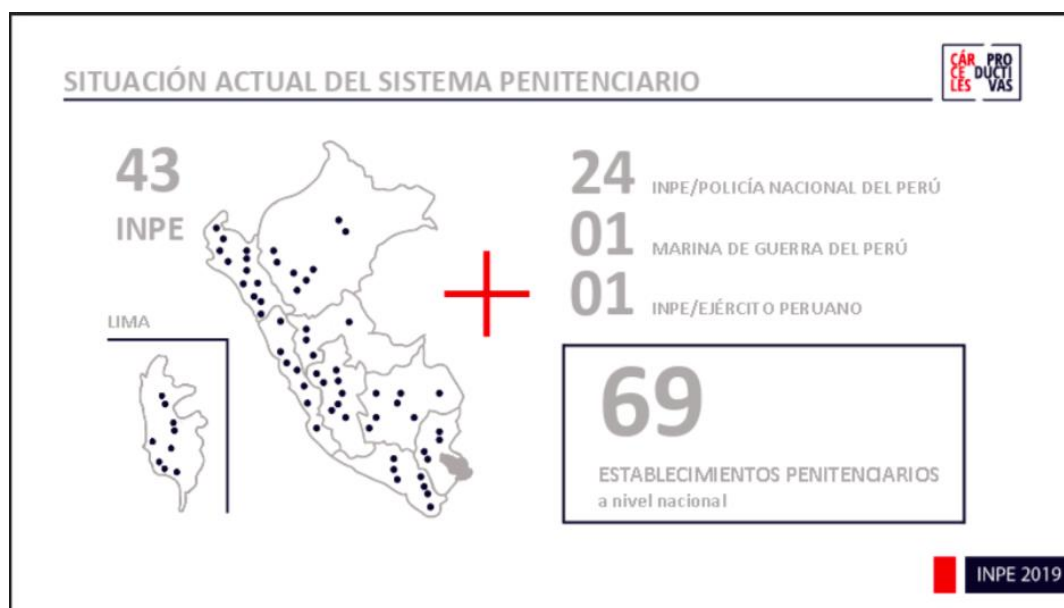 SITUACIÓN ACTUAL DEL SISTEMA PENITENCIARIO
CÁR PRO
CE DUCTI
LES VAS
43
INPE
LIMA
24 INPE/POLICÍA NACIONAL DEL PERÚ
01 MARINA DE GUERRA DEL PERÚ
01 INPE/EJÉRCITO PERUANO
69
ESTABLECIMIENTOS PENITENCIARIOS
a nivel nacional
INPE 2019